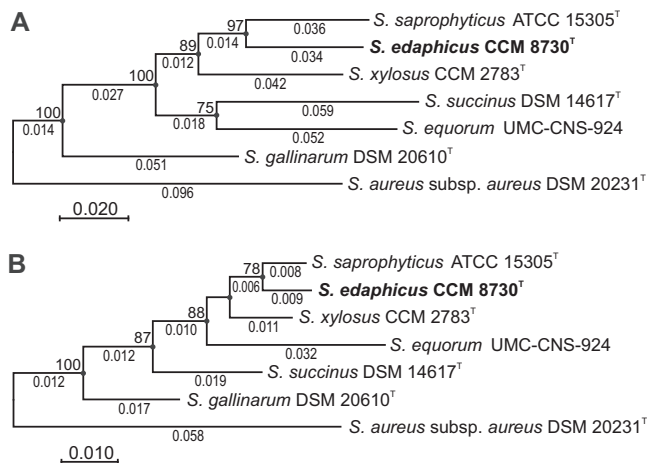 A
S. saprophyticus ATCC 15305T
97
0.036
0.014
S. edaphicus CCM 8730T
89
0.034
0.012
S. xylosus CCM 2783T
100
0.042
0.027
S. succinus DSM 14617T
75
0.059
0.018
S. equorum UMC-CNS-924
100
0.052
0.014
S. gallinarum DSM 20610T
0.051
S. aureus subsp. aureus DSM 20231T
0.096
0.020
B
S. saprophyticus ATCC 15305T
78
0.008
0.006
S. edaphicus CCM 8730T
0.009
88
S. xylosus CCM 2783T
0.010
0.011
87
S. equorum UMC-CNS-924
0.012
0.032
100
S. succinus DSM 14617T
0.012
0.019
S. gallinarum DSM 20610T
0.017
S. aureus subsp. aureus DSM 20231T
0.058
0.010